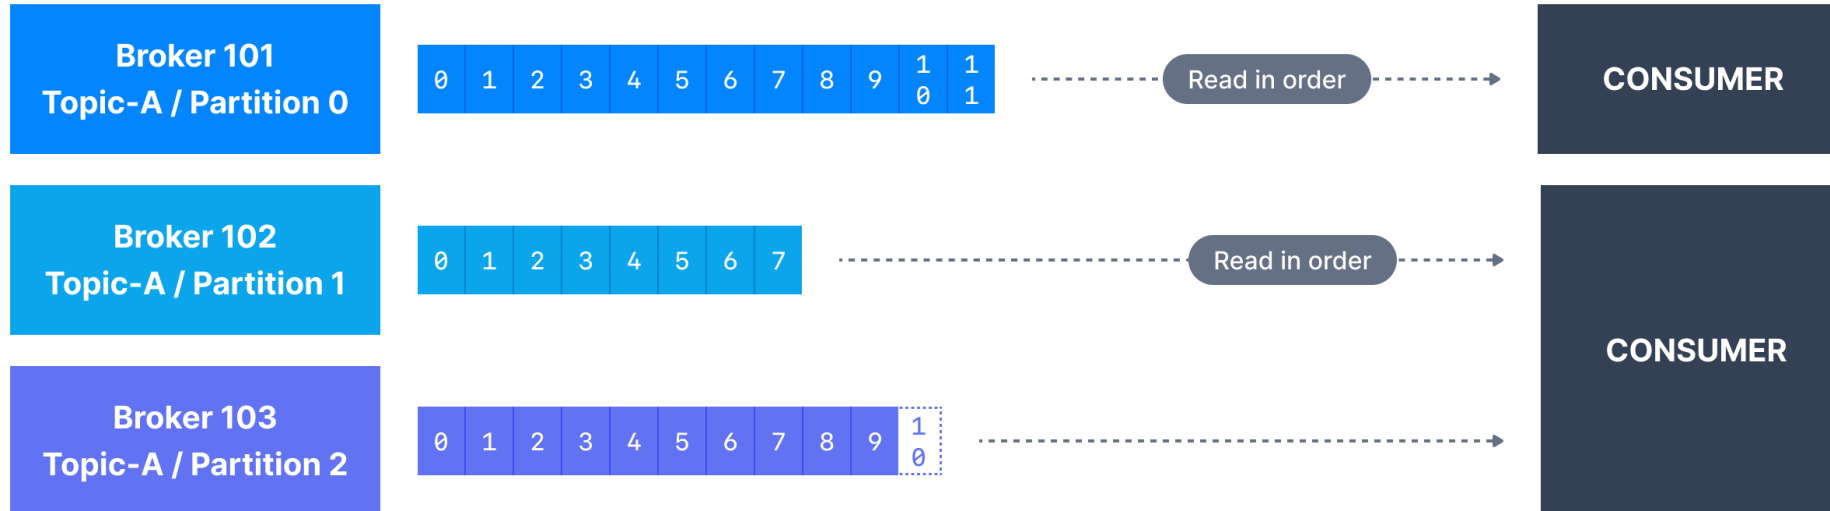 Broker 101
Topic-A / Partition 0
0 1 2 3 4 5 6 7 8 9 10 11
Read in order
CONSUMER
Broker 102
Topic-A / Partition 1
0 1 2 3 4 5 6 7
Read in order
CONSUMER
Broker 103
Topic-A / Partition 2
0 1 2 3 4 5 6 7 8 9 10